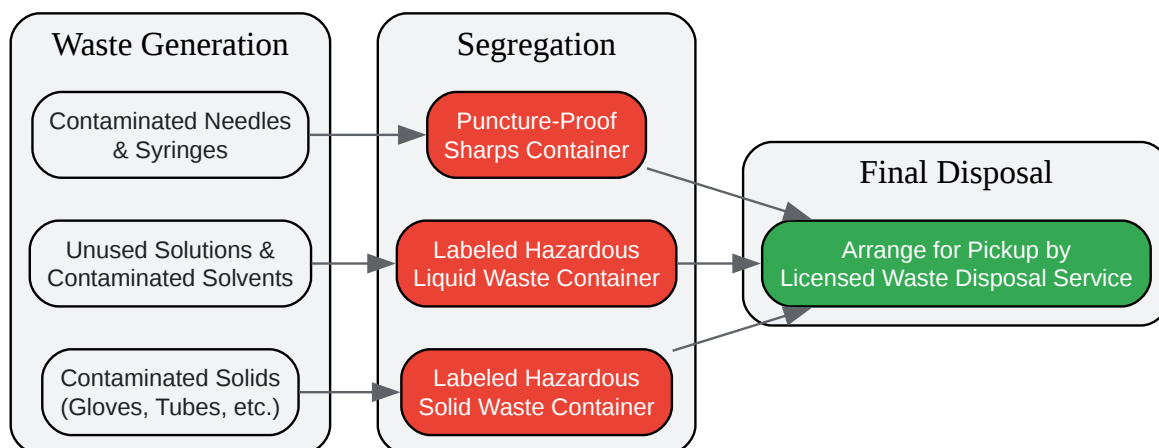 Waste Generation
Contaminated Needles
& Syringes
Unused Solutions &
Contaminated Solvents
Contaminated Solids
(Gloves, Tubes, etc.)
Segregation
Puncture-Proof
Sharps Container
Labeled Hazardous
Liquid Waste Container
Labeled Hazardous
Solid Waste Container
Final Disposal
Arrange for Pickup by
Licensed Waste Disposal Service